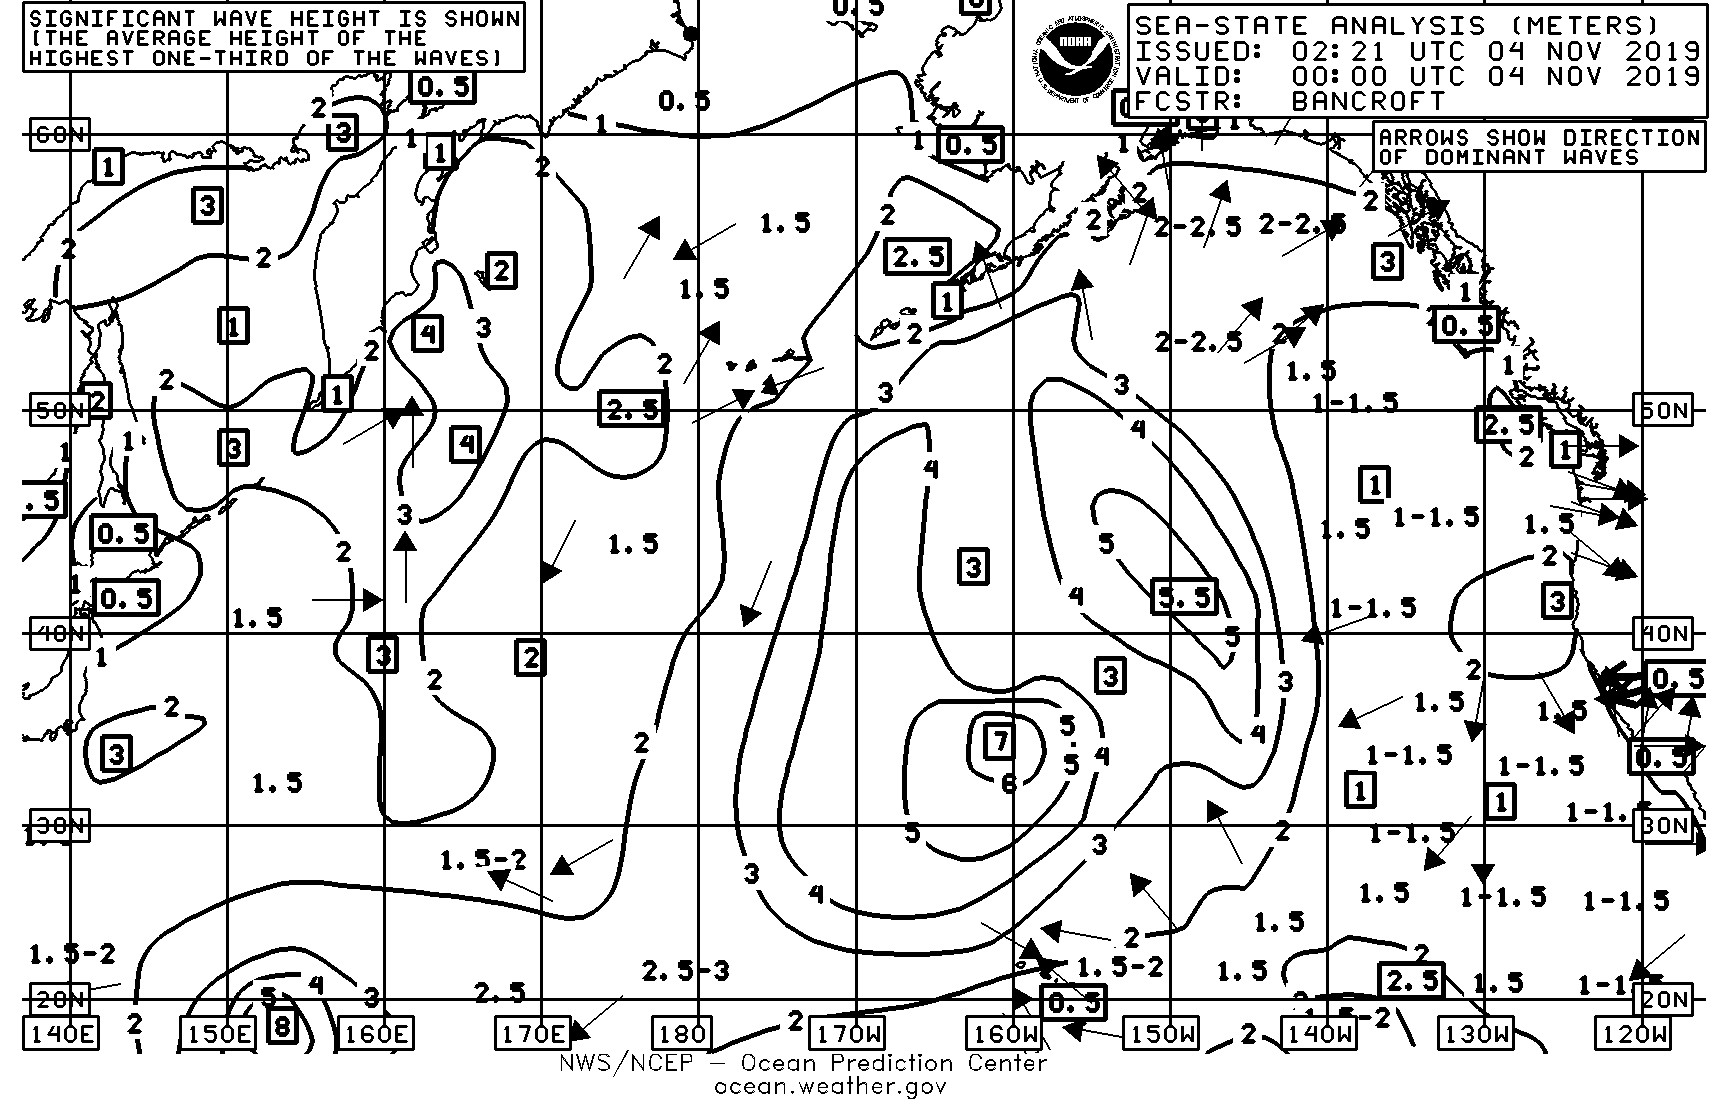 0.5
SIGNIFICANT WAVE HEIGHT IS SHOWN
(THE AVERAGE HEIGHT OF THE
HIGHEST ONE-THIRD OF THE WAVES)
NOAA
SEA-STATE ANALYSIS (METERS)
ISSUED: 02:21 UTC 04 NOV 2019
VALID: 00:00 UTC 04 NOV 2019
FCSTR: BANCROFT
ARROWS SHOW DIRECTION
OF DOMINANT WAVES
0.5
2 0.5 1
60N 3 1 1 0.5 1
1 1 2
3 2 2 2 2
1.5 2-2.5 2-2.5
2 2 2 2.5 3
1.5 1 1
1 4 3 2 2-2.5 2 0.5
2 2 1.5 1
2 1 3 3
50N 2 2.5 1-1.5 50N
1 3 4 4 2.5
1 4 2 1
.5 3 1 1-1.5
0.5 2 1.5 5 1.5 1.5
3 2
1 0.5 4 5.5 1-1.5 3
1.5
40N 5 40N
1 3 2 3 2
2 3 0.5
2 1.5 1.5
3 2 7 5 4 4 1-1.5 0.5
1.5 6 5 1-1.5
1 1 1-1.
30N 5 2 1-1.5 30N
1.5-2 3
3 4 1.5 1-1.5 1-1.5
2 1.5
1.5-2 2.5-3 1.5-2 1.5 2
4 2.5 1.5
20N 5 3 2.5 0.5 20N
2 8 2 2
140E 150E 160E 170E 180 170W 160W 150W 140W 130W 120W
NWS/NCEP – Ocean Prediction Center
ocean.weather.gov